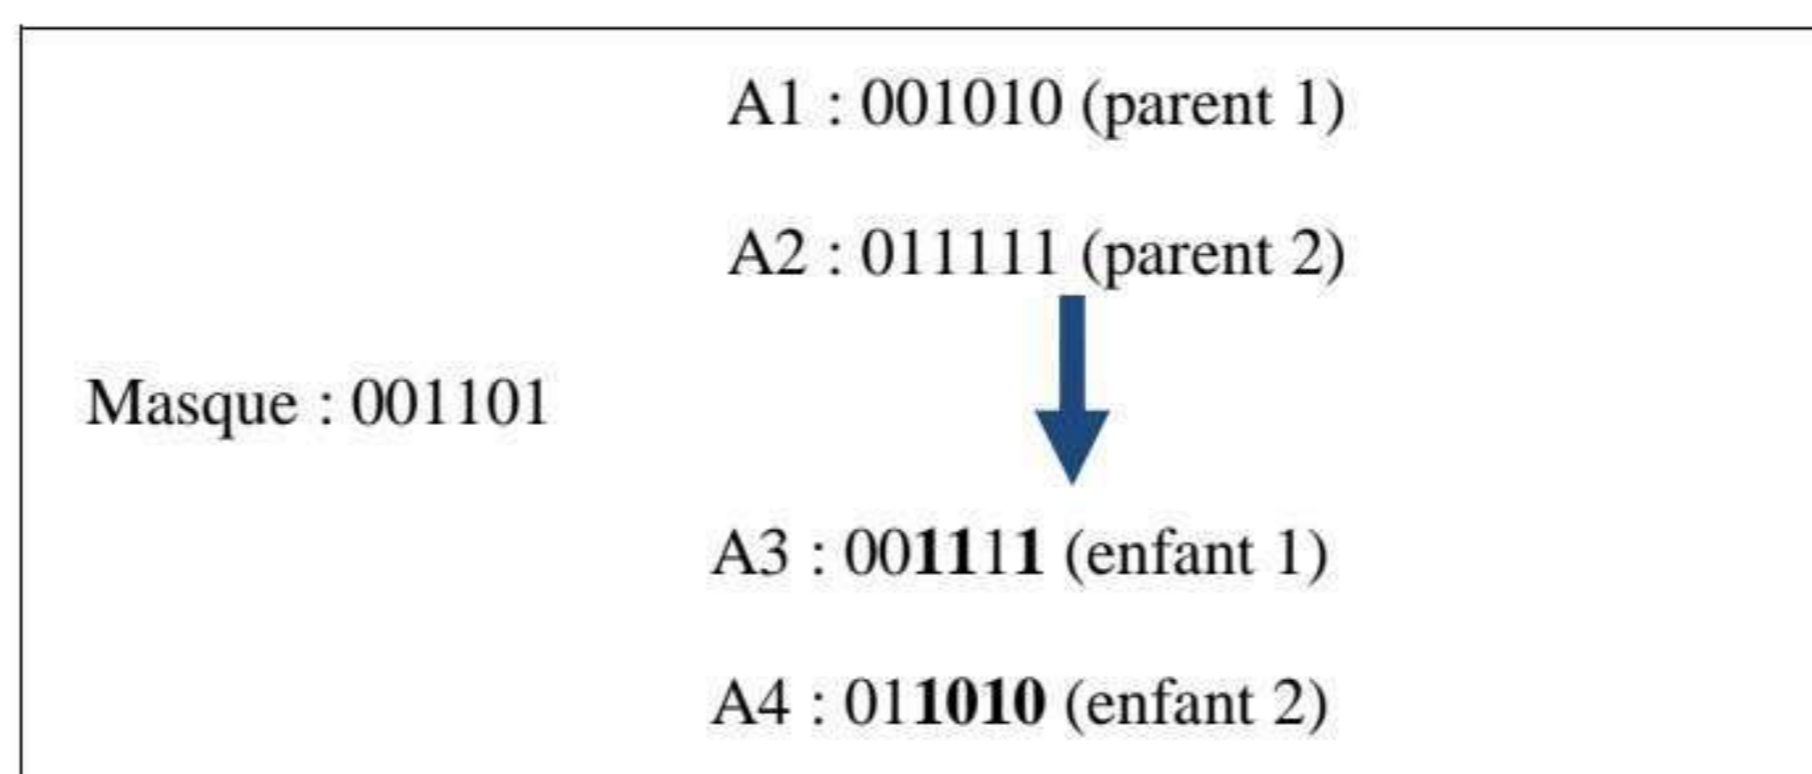 A1 : 001010 (parent 1)
A2 : 011111 (parent 2)
Masque : 001101
A3 : 001111 (enfant 1)
A4 : 011010 (enfant 2)